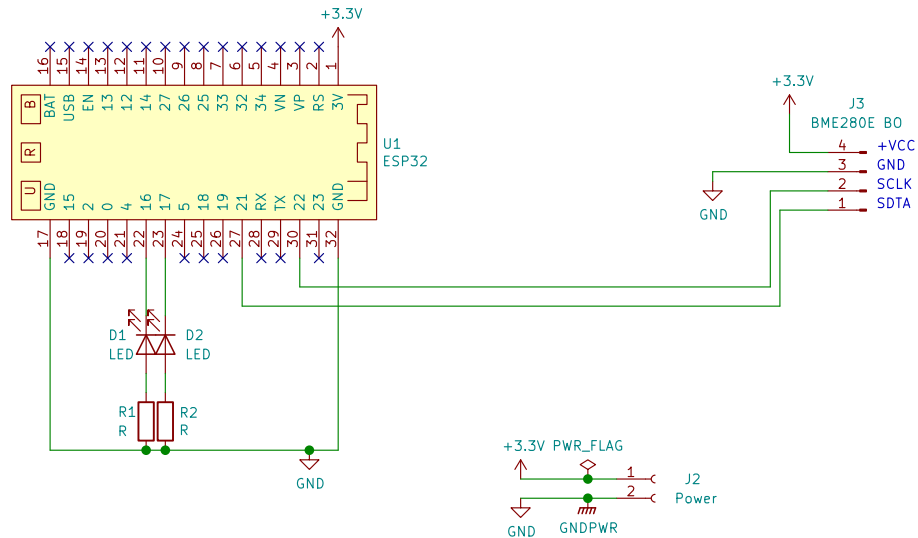 +3.3V
16 15 14 13 12 11 10 9 8 7 6 5 4 3 2 1
BAT USB EN 13 12 14 27 26 25 33 32 34 VN VP RS 3V
B
R
U
U1
ESP32
GND 15 2 0 4 16 17 5 18 19 21 RX TX 22 23 GND
17 18 19 20 21 22 23 24 25 26 27 28 29 30 31 32
+3.3V
J3
BME280E BO
4 +VCC
3 GND
2 SCLK
1 SDTA
GND
D1
LED
D2
LED
R1
R
R2
R
GND
+3.3V PWR_FLAG
1 J2
2 Power
GND GNDPWR